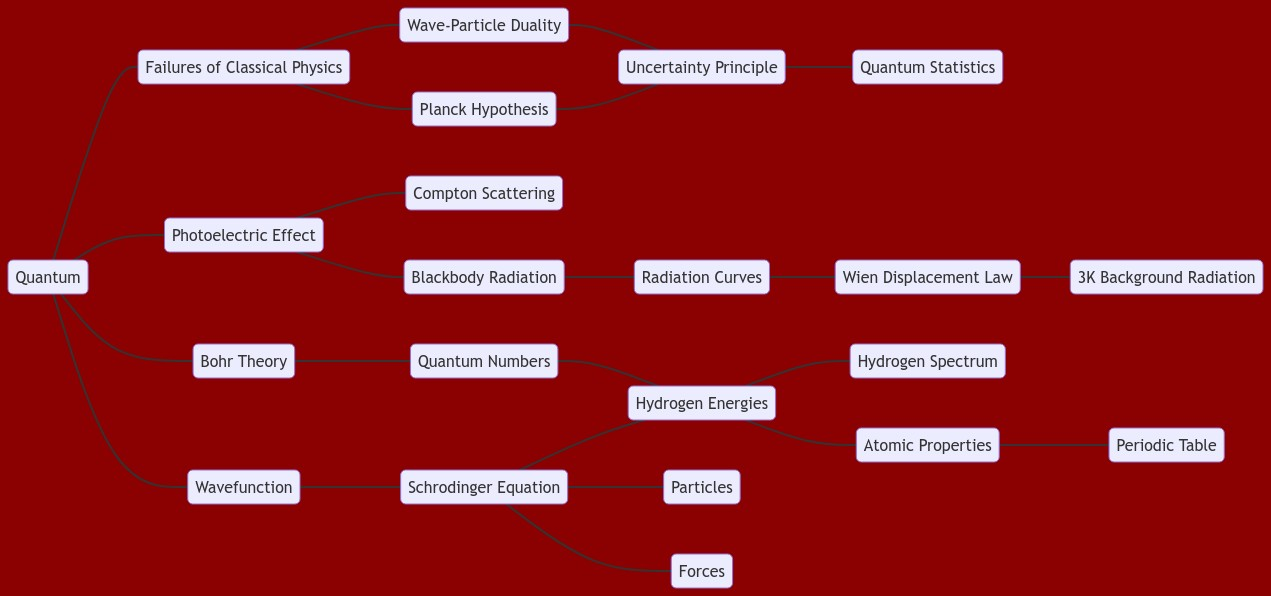 Wave-Particle Duality
Failures of Classical Physics
Uncertainty Principle
Quantum Statistics
Planck Hypothesis
Compton Scattering
Photoelectric Effect
Quantum
Blackbody Radiation
Radiation Curves
Wien Displacement Law
3K Background Radiation
Bohr Theory
Quantum Numbers
Hydrogen Spectrum
Hydrogen Energies
Atomic Properties
Periodic Table
Wavefunction
Schrodinger Equation
Particles
Forces